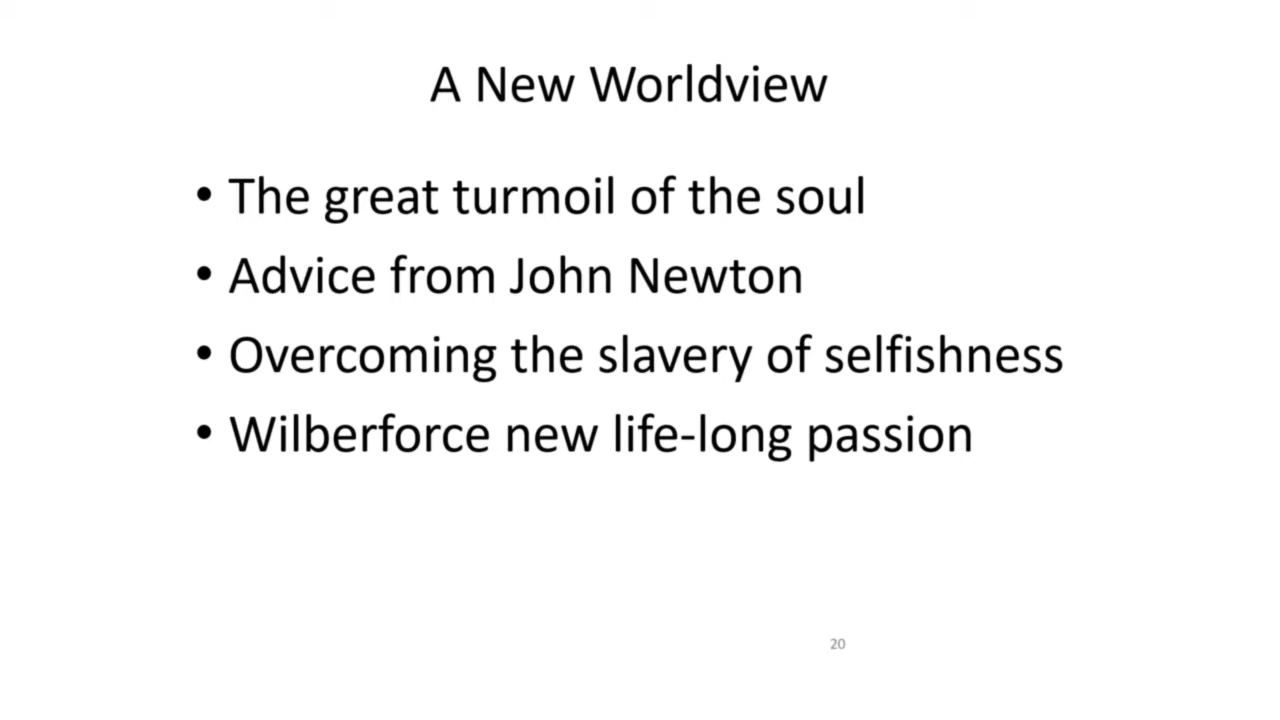 A New Worldview
• The great turmoil of the soul
• Advice from John Newton
• Overcoming the slavery of selfishness
• Wilberforce new life-long passion
20